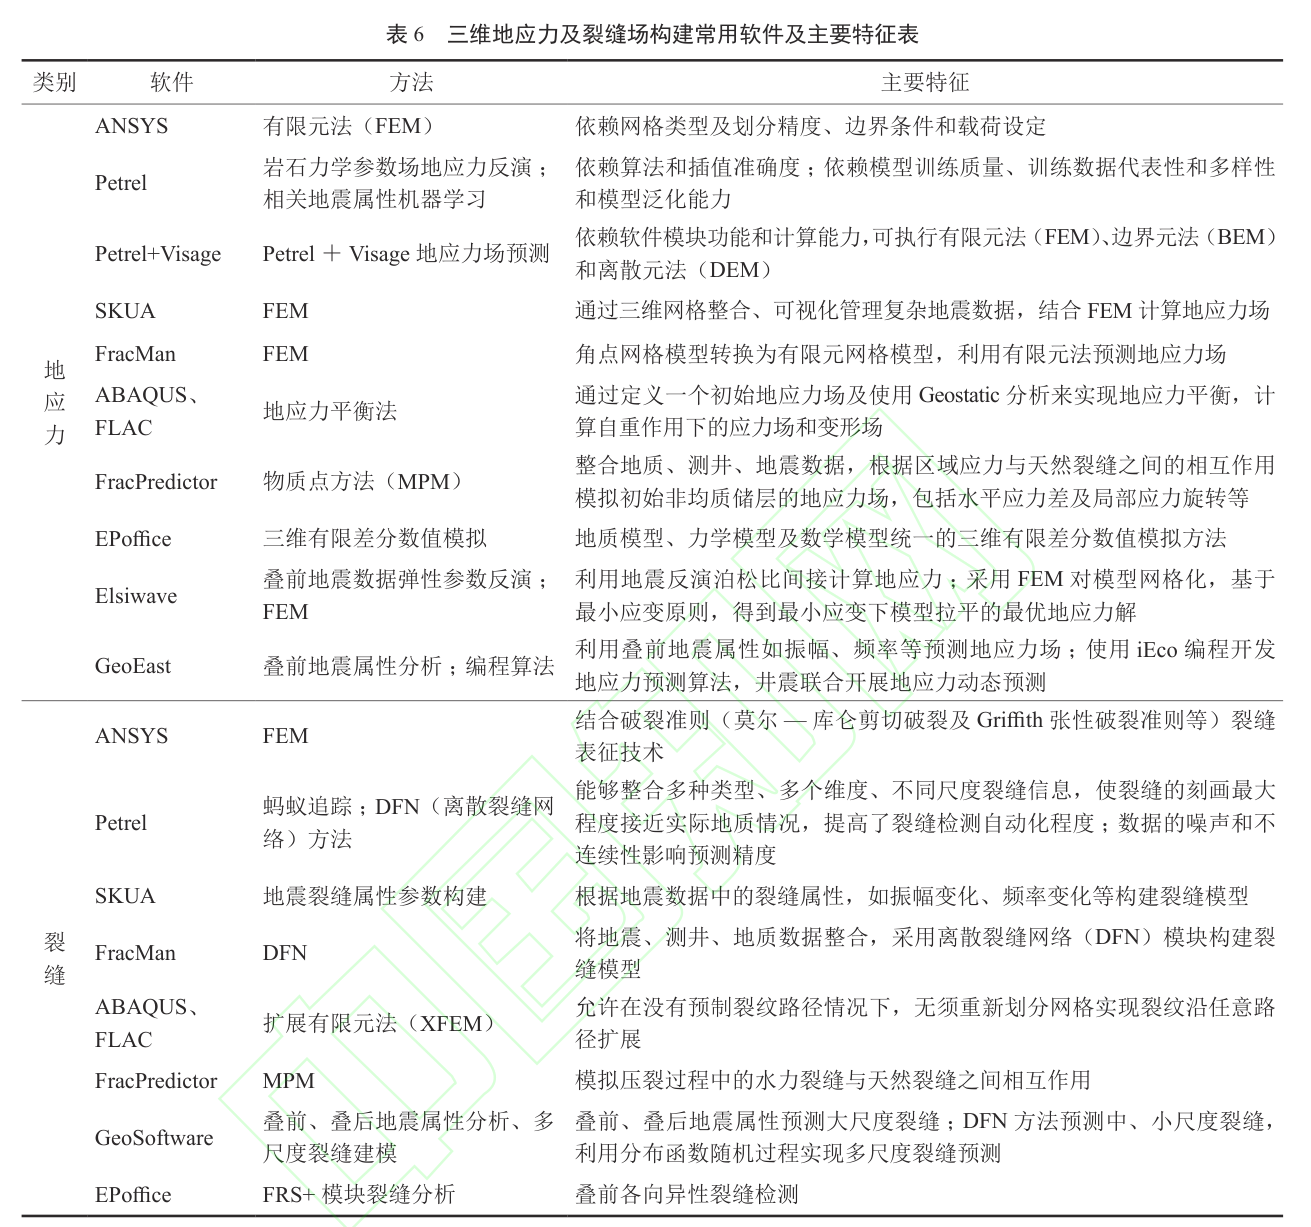 表 6 三维地应力及裂缝场构建常用软件及主要特征表
类别 软件 方法 主要特征
地应力
ANSYS 有限元法（FEM） 依赖网格类型及划分精度、边界条件和载荷设定
Petrel 岩石力学参数场地应力反演；
相关地震属性机器学习
依赖算法和插值准确度；依赖模型训练质量、训练数据代表性和多样性
和模型泛化能力
Petrel+Visage Petrel ＋ Visage 地应力场预测
依赖软件模块功能和计算能力，可执行有限元法（FEM）、边界元法（BEM）
和离散元法（DEM）
SKUA FEM 通过三维网格整合、可视化管理复杂地震数据，结合 FEM 计算地应力场
FracMan FEM 角点网格模型转换为有限元网格模型，利用有限元法预测地应力场
ABAQUS、
FLAC
地应力平衡法
通过定义一个初始地应力场及使用 Geostatic 分析来实现地应力平衡，计
算自重作用下的应力场和变形场
FracPredictor 物质点方法（MPM）
整合地质、测井、地震数据，根据区域应力与天然裂缝之间的相互作用
模拟初始非均质储层的地应力场，包括水平应力差及局部应力旋转等
EPoffice 三维有限差分数值模拟 地质模型、力学模型及数学模型统一的三维有限差分数值模拟方法
Elsiwave 叠前地震数据弹性参数反演；
FEM
利用地震反演泊松比间接计算地应力；采用 FEM 对模型网格化，基于
最小应变原则，得到最小应变下模型拉平的最优地应力解
GeoEast 叠前地震属性分析；编程算法
利用叠前地震属性如振幅、频率等预测地应力场；使用 iEco 编程开发
地应力预测算法，井震联合开展地应力动态预测
裂缝
ANSYS FEM
结合破裂准则（莫尔 — 库仑剪切破裂及 Griffith 张性破裂准则等）裂缝
表征技术
Petrel 蚂蚁追踪；DFN（离散裂缝网
络）方法
能够整合多种类型、多个维度、不同尺度裂缝信息，使裂缝的刻画最大
程度接近实际地质情况，提高了裂缝检测自动化程度；数据的噪声和不
连续性影响预测精度
SKUA 地震裂缝属性参数构建 根据地震数据中的裂缝属性，如振幅变化、频率变化等构建裂缝模型
FracMan DFN
将地震、测井、地质数据整合，采用离散裂缝网络（DFN）模块构建裂
缝模型
ABAQUS、
FLAC
扩展有限元法（XFEM）
允许在没有预制裂纹路径情况下，无须重新划分网格实现裂纹沿任意路
径扩展
FracPredictor MPM 模拟压裂过程中的水力裂缝与天然裂缝之间相互作用
GeoSoftware 叠前、叠后地震属性分析、多
尺度裂缝建模
叠前、叠后地震属性预测大尺度裂缝；DFN 方法预测中、小尺度裂缝，
利用分布函数随机过程实现多尺度裂缝预测
EPoffice FRS+ 模块裂缝分析 叠前各向异性裂缝检测
中国知网